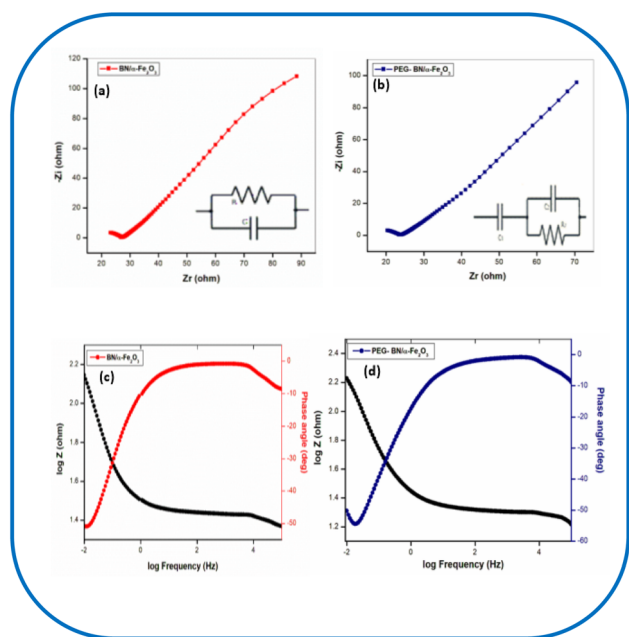 BN/α-Fe₂O₃
(a)
120
100
80
60
40
20
0
-Zi (ohm)
20 30 40 50 60 70 80 90
Zr (ohm)
PEG- BN/α-Fe₂O₃
(b)
100
80
60
40
20
0
-Zi (ohm)
20 30 40 50 60 70
Zr (ohm)
BN/α-Fe₂O₃
(c)
2.2
2.0
1.8
1.6
1.4
log Z (ohm)
0
-10
-20
-30
-40
-50
Phase angle (deg)
-2 0 2 4
log Frequency (Hz)
PEG- BN/α-Fe₂O₃
(d)
2.4
2.2
2.0
1.8
1.6
1.4
1.2
log Z (ohm)
0
-10
-20
-30
-40
-50
-60
Phase angle (deg)
-2 0 2 4
log Frequency (Hz)